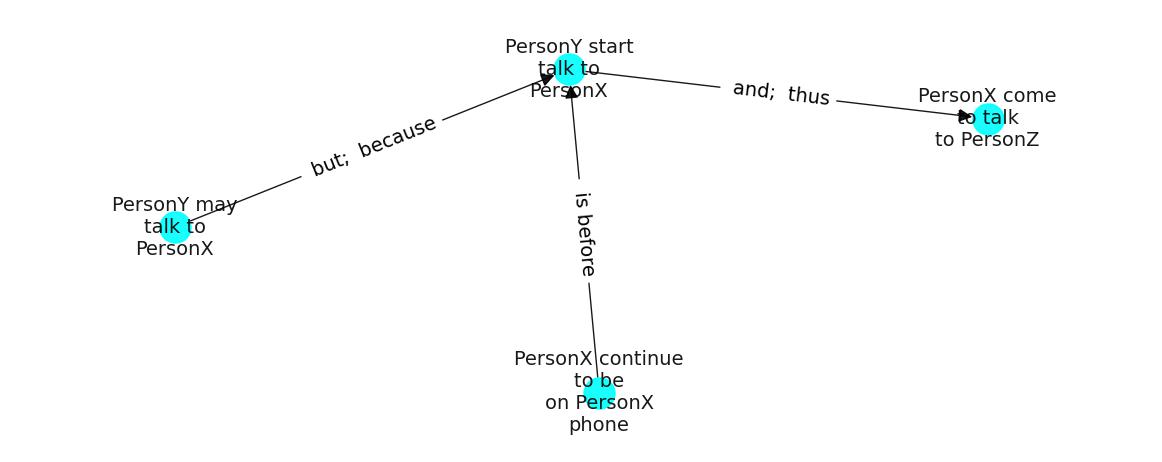 PersonY start
talk to
PersonX
and; thus
PersonX come
to talk
to PersonZ
but; because
PersonY may
talk to
PersonX
is before
PersonX continue
to be
on PersonX
phone